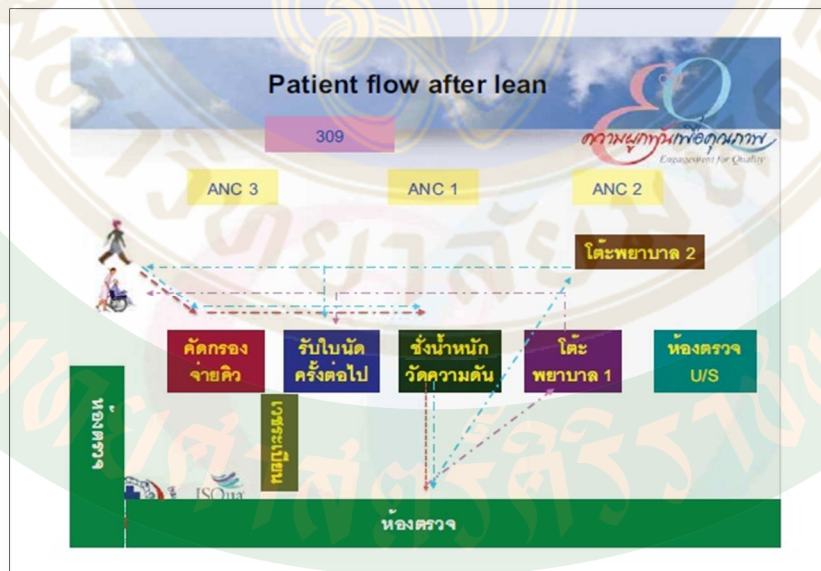 Patient flow after lean
309
ความผูกพันเพื่อคุณภาพ
Engagement for Quality
ANC 3
ANC 1
ANC 2
โต๊ะพยาบาล 2
คัดกรอง
จ่ายคิว
รับใบนัด
ครั้งต่อไป
ชั่งน้ำหนัก
วัดความดัน
โต๊ะ
พยาบาล 1
ห้องตรวจ
U/S
ห้องตรวจ
เวชระเบียน
ISQua
ห้องตรวจ